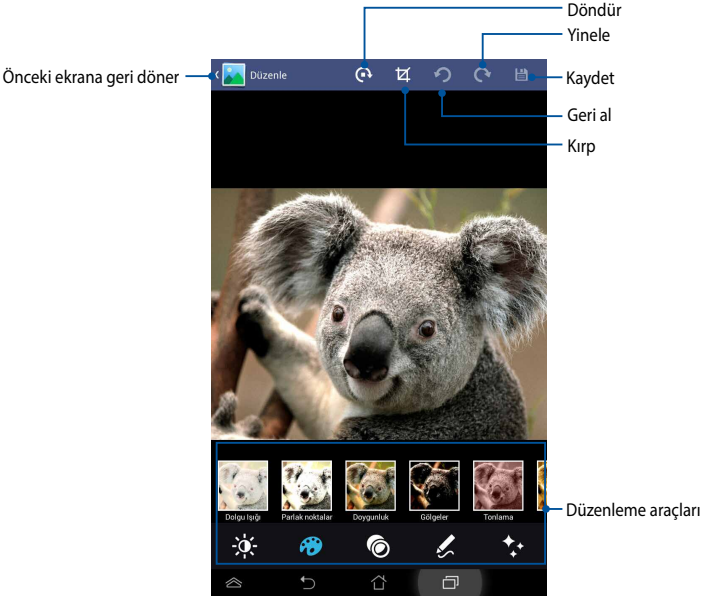 Döndür
Yinele
Önceki ekrana geri döner
Düzenle
Kaydet
Geri al
Kırp
Dolgu Işığı
Parlak noktalar
Doygunluk
Gölgeler
Tonlama
Düzenleme araçları